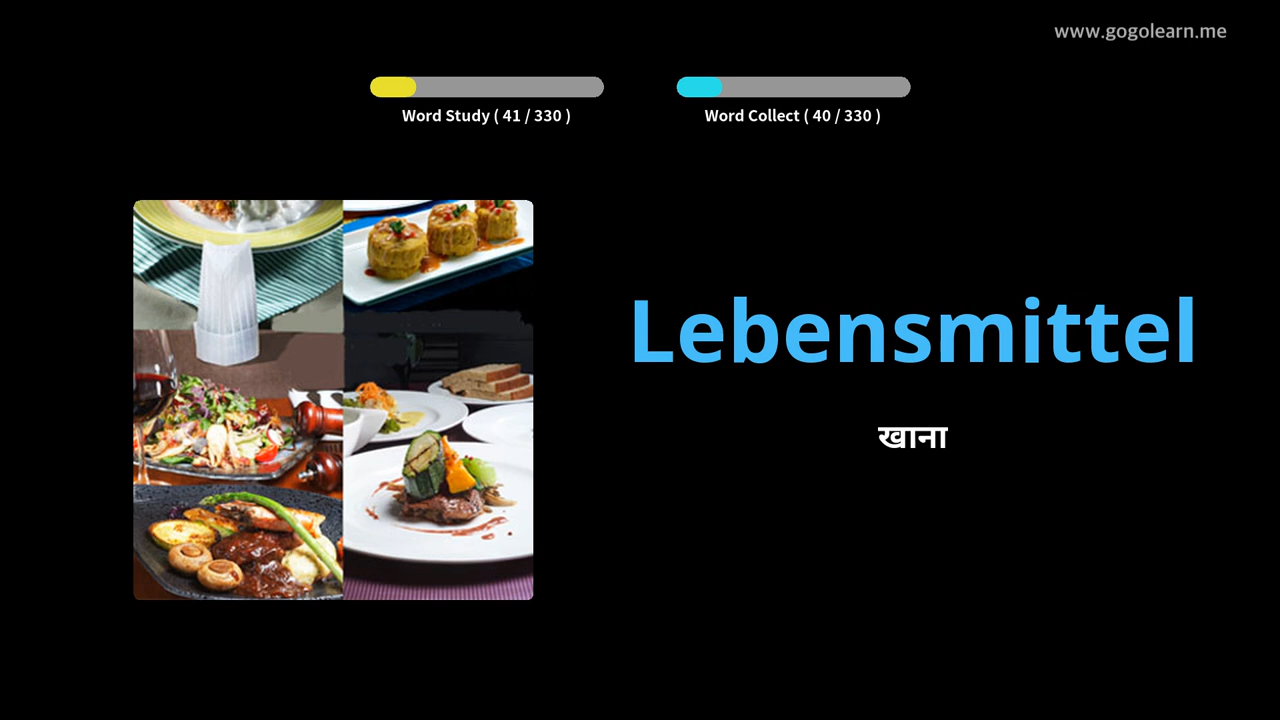 www.gogolearn.me
Word Study ( 41 / 330 )
Word Collect ( 40 / 330 )
Lebensmittel
खाना